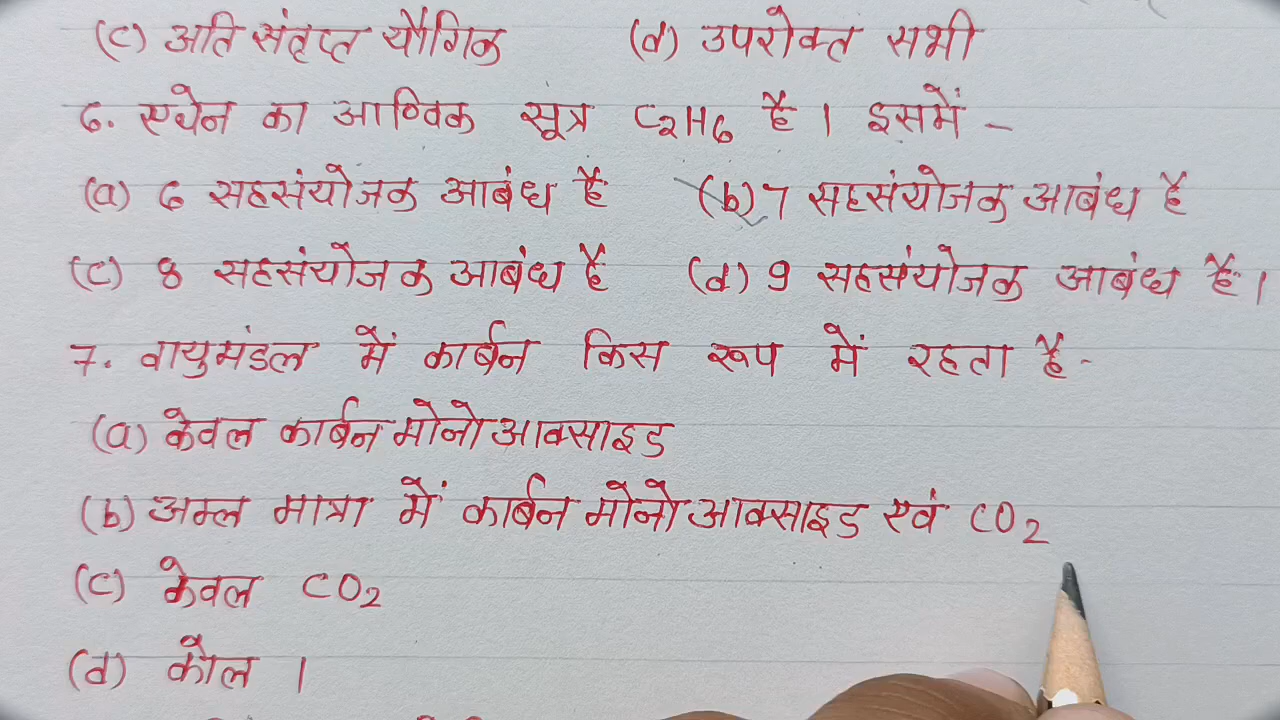 (c) अति संतृप्त यौगिक (d) उपरोक्त सभी
6. एथेन का आण्विक सूत्र C2H6 है। इसमें -
(a) 6 सहसंयोजक आबंध है (b) 7 सहसंयोजक आबंध है
(c) 8 सहसंयोजक आबंध है (d) 9 सहसंयोजक आबंध है।
7. वायुमंडल में कार्बन किस रूप में रहता है-
(a) केवल कार्बन मोनोआक्साइड
(b) अम्ल मात्रा में कार्बन मोनोआक्साइड एवं CO2
(c) केवल CO2
(d) कोल ।